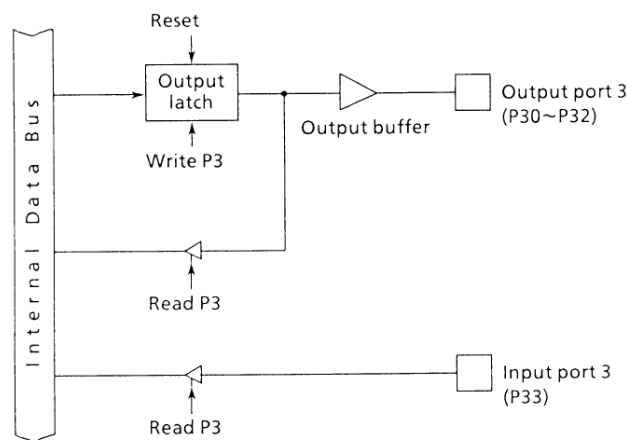 Reset
Output
latch
Output port 3
(P30~P32)
Output buffer
Write P3
Internal Data Bus
Read P3
Input port 3
(P33)
Read P3